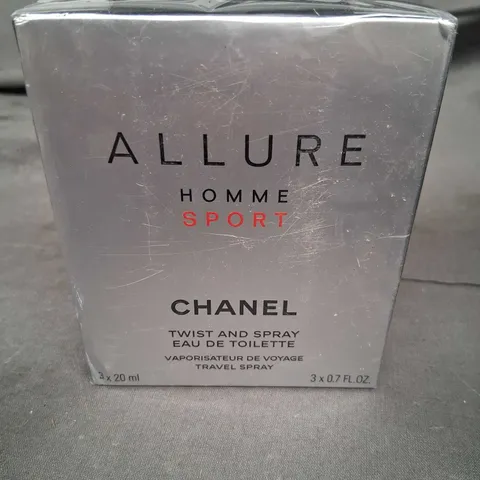 ALLURE
HOMME
SPORT
CHANEL
TWIST AND SPRAY
EAU DE TOILETTE
VAPORISATEUR DE VOYAGE
TRAVEL SPRAY
3 x 20 ml 3 x 0.7 FL.OZ.